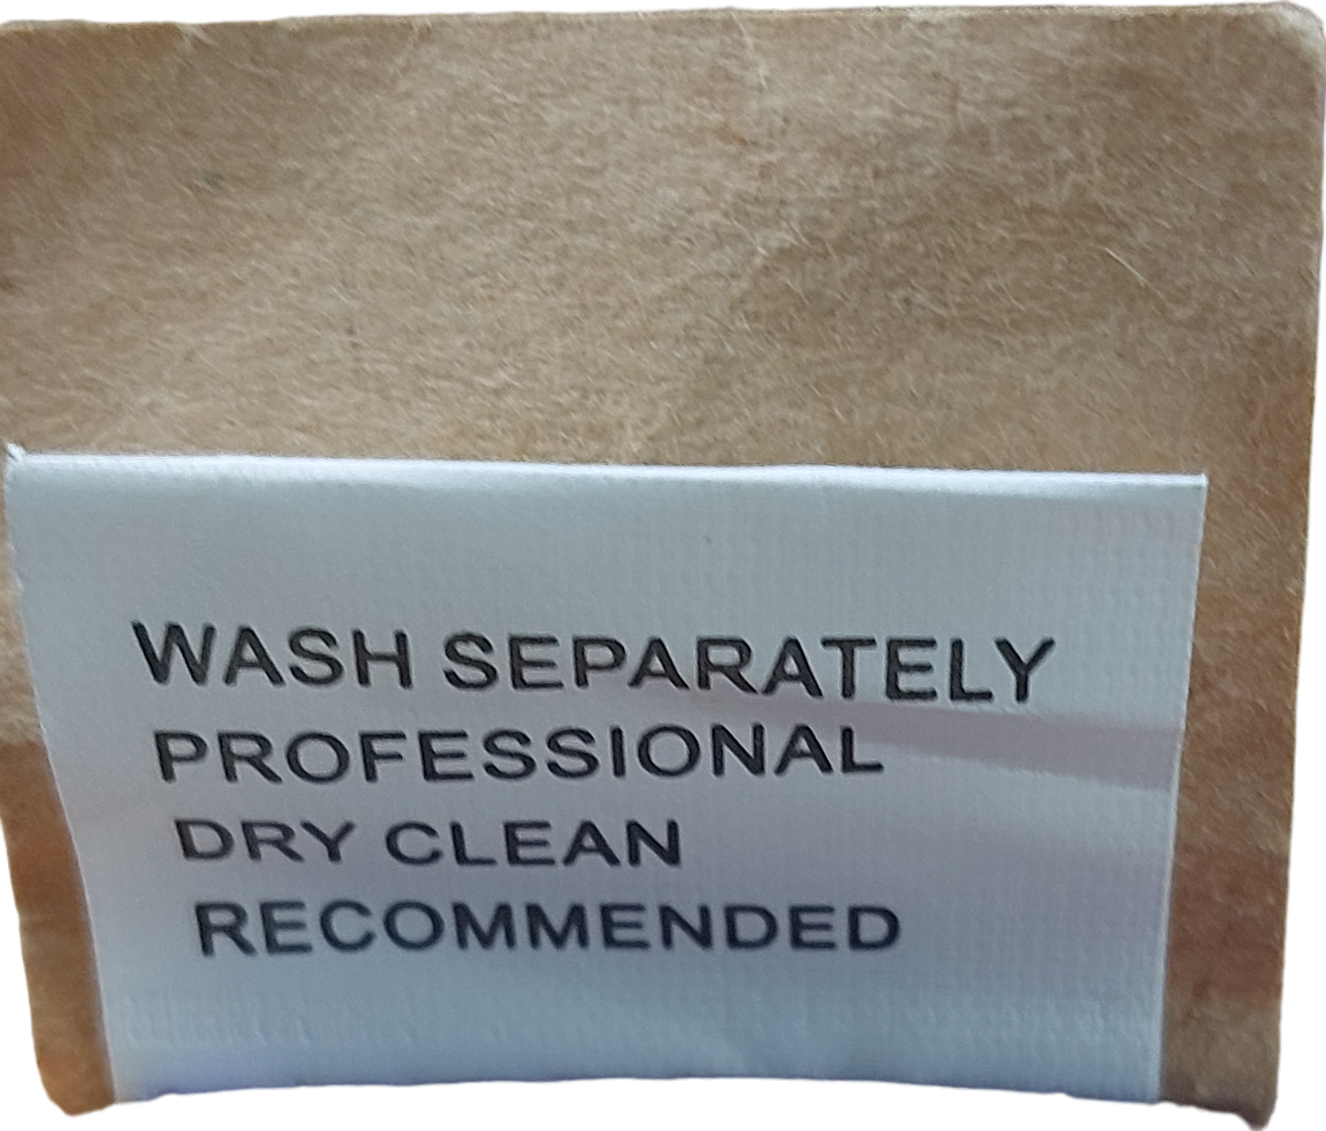 WASH SEPARATELY
PROFESSIONAL
DRY CLEAN
RECOMMENDED